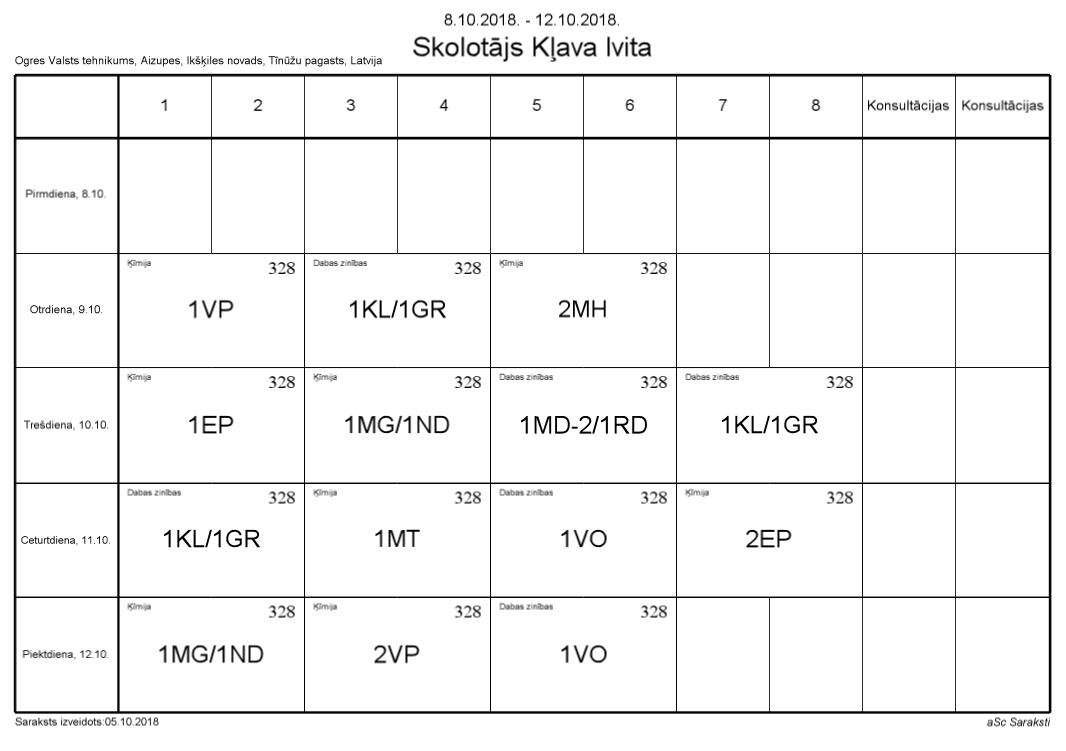 8.10.2018. - 12.10.2018.
Skolotājs Kļava Ivita
Ogres Valsts tehnikums, Aizupes, Ikšķiles novads, Tīnūžu pagasts, Latvija
1 2 3 4 5 6 7 8 Konsultācijas Konsultācijas
Pirmdiena, 8.10.
Ķīmija 328 Dabas zinības 328 Ķīmija 328
Otrdiena, 9.10. 1VP 1KL/1GR 2MH
Ķīmija 328 Ķīmija 328 Dabas zinības 328 Dabas zinības 328
Trešdiena, 10.10. 1EP 1MG/1ND 1MD-2/1RD 1KL/1GR
Dabas zinības 328 Ķīmija 328 Dabas zinības 328 Ķīmija 328
Ceturtdiena, 11.10. 1KL/1GR 1MT 1VO 2EP
Ķīmija 328 Ķīmija 328 Dabas zinības 328
Piektdiena, 12.10. 1MG/1ND 2VP 1VO
Saraksts izveidots:05.10.2018 aSc Saraksti